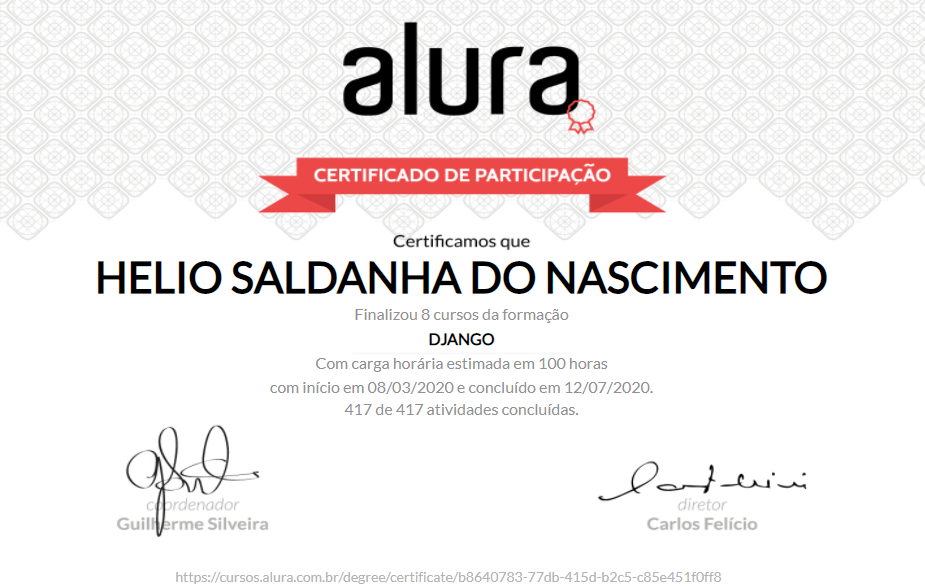 alura
CERTIFICADO DE PARTICIPAÇÃO
Certificamos que
HELIO SALDANHA DO NASCIMENTO
Finalizou 8 cursos da formação
DJANGO
Com carga horária estimada em 100 horas
com início em 08/03/2020 e concluído em 12/07/2020.
417 de 417 atividades concluídas.
coordenador
Guilherme Silveira
diretor
Carlos Felício
https://cursos.alura.com.br/degree/certificate/b8640783-77db-415d-b2c5-c85e451f0ff8